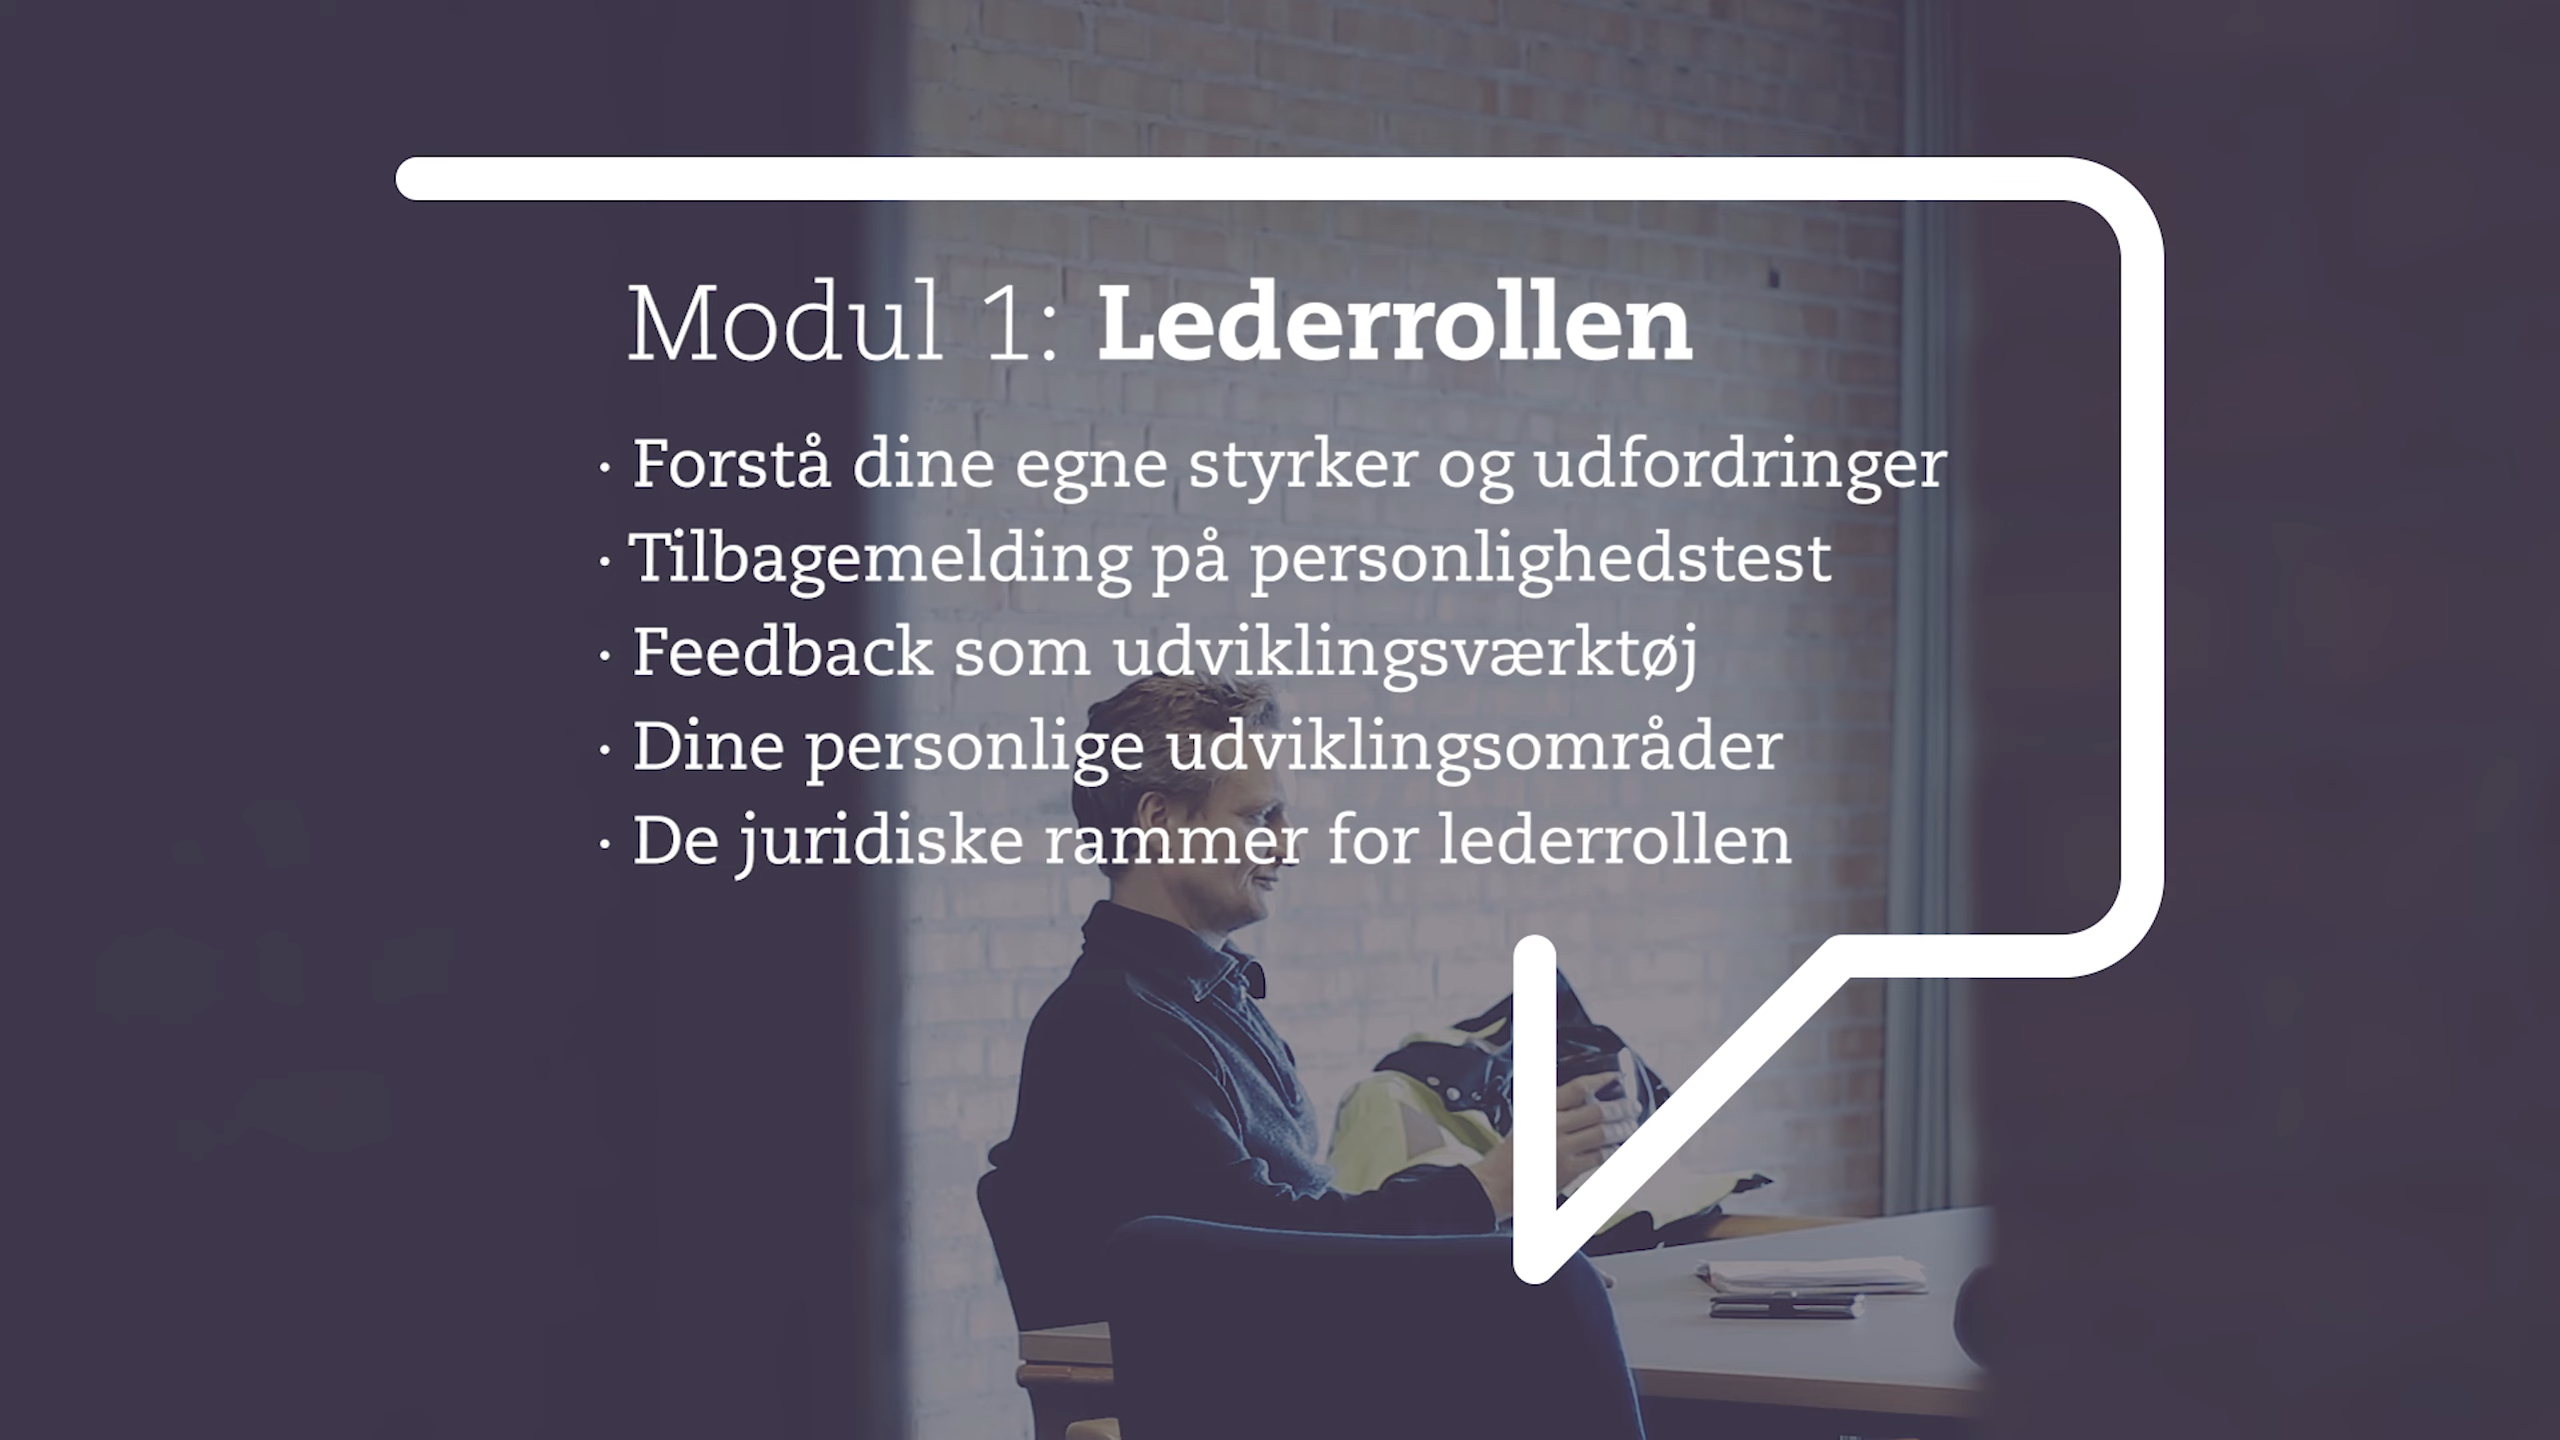 Modul 1: Lederrollen
· Forstå dine egne styrker og udfordringer
· Tilbagemelding på personlighedstest
· Feedback som udviklingsværktøj
· Dine personlige udviklingsområder
· De juridiske rammer for lederrollen